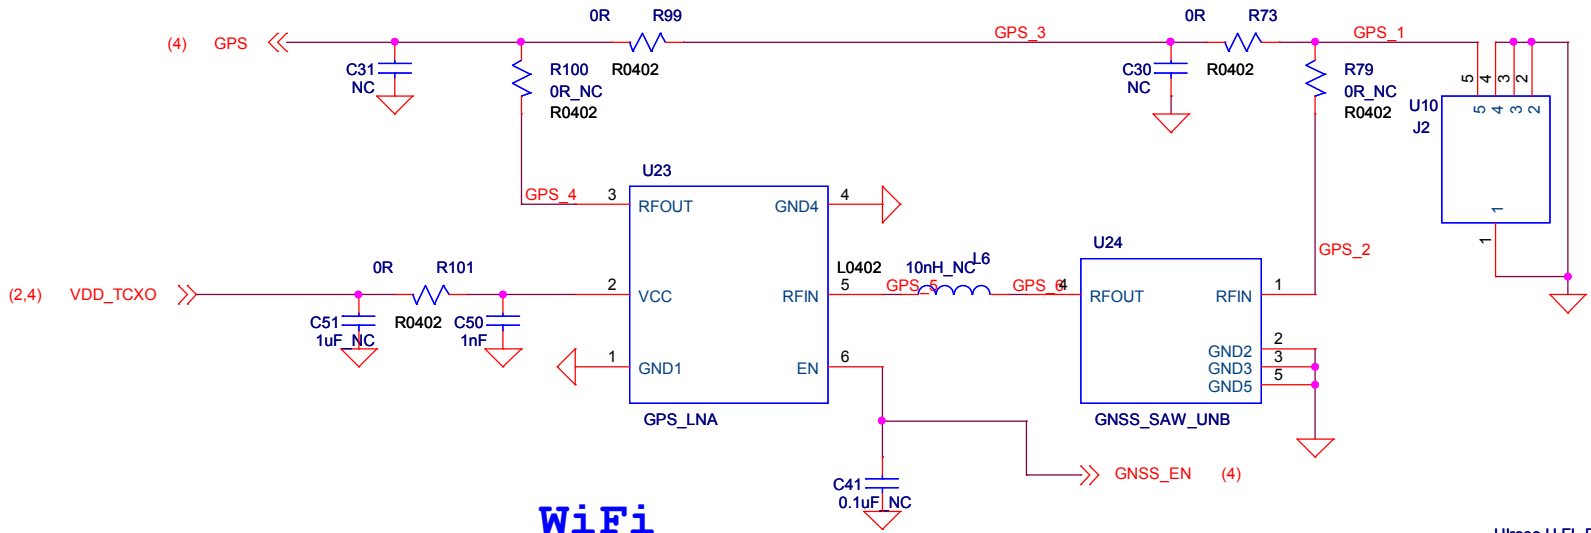 0R R99 0R R73
(4) GPS GPS_3 GPS_1
C31 R100 R0402 C30 R0402 R79
NC 0R_NC NC 0R_NC
R0402 R0402
5 4 3 2
U10 5 4 3 2
J2
1
1
U23
GPS_4 3 RFOUT GND4 4
U24
GPS_2
0R R101 L0402 10nH_NC L6
(2,4) VDD_TCXO 2 VCC RFIN 5 GPS_5 GPS_6 4 RFOUT RFIN 1
C51 R0402 C50
1uF_NC 1nF
1 GND1 EN 6
GND2 2
GND3 3
GND5 5
GPS_LNA GNSS_SAW_UNB
GNSS_EN (4)
C41
0.1uF_NC
WiFi